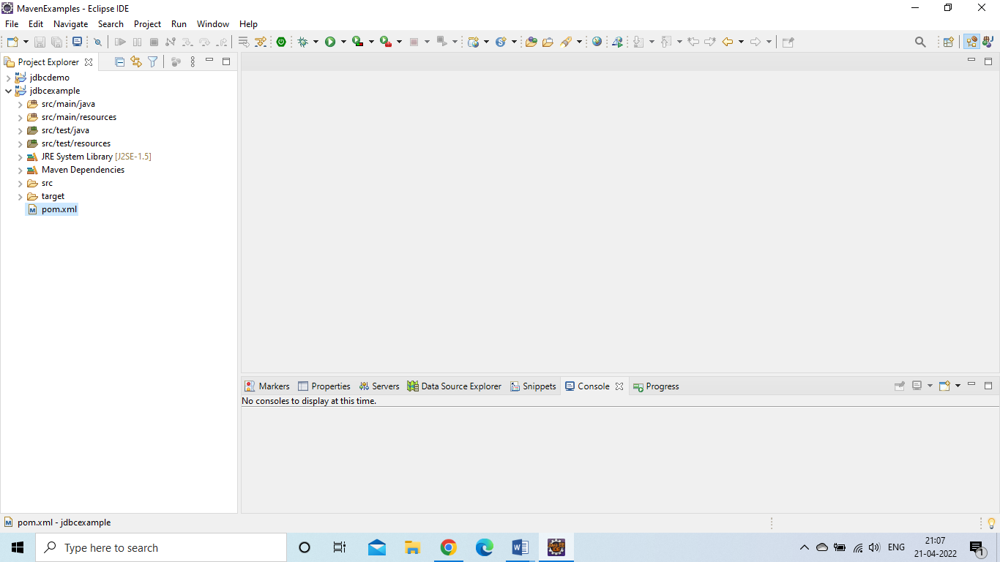 MavenExamples - Eclipse IDE
File Edit Navigate Search Project Run Window Help
Project Explorer
jdbcdemo
jdbcexample
src/main/java
src/main/resources
src/test/java
src/test/resources
JRE System Library [J2SE-1.5]
Maven Dependencies
src
target
pom.xml
Markers Properties Servers Data Source Explorer Snippets Console Progress
No consoles to display at this time.
pom.xml - jdbcexample
Type here to search
ENG
21:07
21-04-2022
1